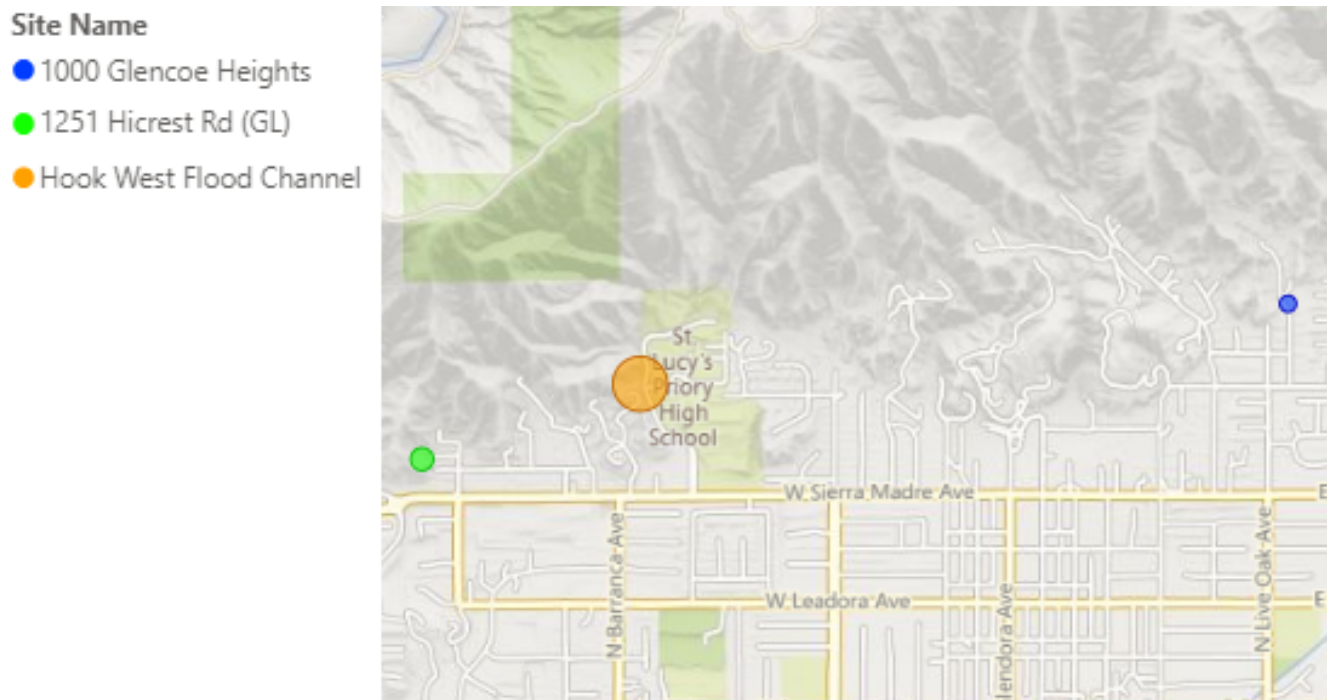 Site Name
1000 Glencoe Heights
1251 Hicrest Rd (GL)
Hook West Flood Channel
St.
Lucy's
Priory
High
School
W Sierra Madre Ave
E
N Barranca Ave
W Leadora Ave
E
lendora Ave
N Live Oak Ave